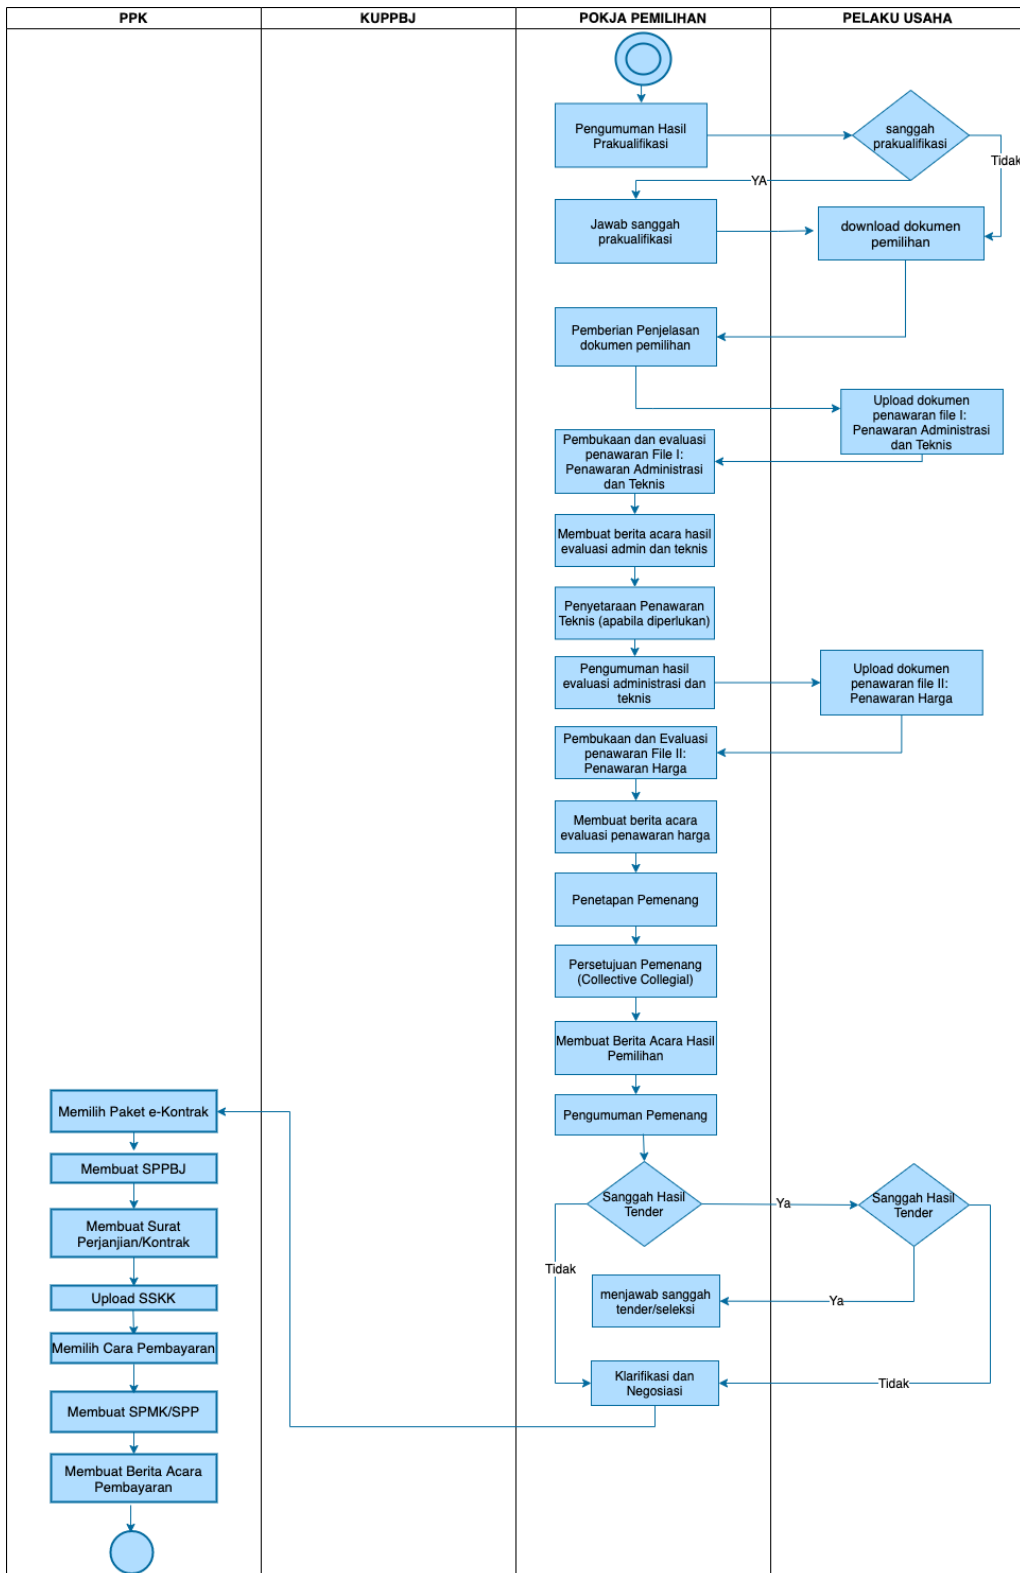 PPK
KUPPBJ
POKJA PEMILIHAN
PELAKU USAHA
Pengumuman Hasil
Prakualifikasi
sanggah
prakualifikasi
Tidak
YA
Jawab sanggah
prakualifikasi
download dokumen
pemilihan
Pemberian Penjelasan
dokumen pemilihan
Upload dokumen
penawaran file I:
Penawaran Administrasi
dan Teknis
Pembukaan dan evaluasi
penawaran File I:
Penawaran Administrasi
dan Teknis
Membuat berita acara hasil
evaluasi admin dan teknis
Penyetaraan Penawaran
Teknis (apabila diperlukan)
Pengumuman hasil
evaluasi administrasi dan
teknis
Upload dokumen
penawaran file II:
Penawaran Harga
Pembukaan dan Evaluasi
penawaran File II:
Penawaran Harga
Membuat berita acara
evaluasi penawaran harga
Penetapan Pemenang
Persetujuan Pemenang
(Collective Collegial)
Membuat Berita Acara Hasil
Pemilihan
Pengumuman Pemenang
Sanggah Hasil
Tender
Ya
Sanggah Hasil
Tender
Tidak
menjawab sanggah
tender/seleksi
Ya
Klarifikasi dan
Negosiasi
Tidak
Memilih Paket e-Kontrak
Membuat SPPBJ
Membuat Surat
Perjanjian/Kontrak
Upload SSKK
Memilih Cara Pembayaran
Membuat SPMK/SPP
Membuat Berita Acara
Pembayaran